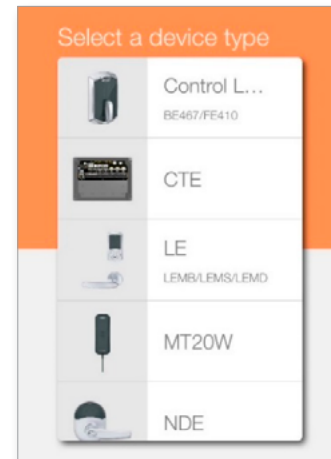 Select a device type
Control L...
BE467/FE410
CTE
LE
LEMB/LEMS/LEMD
MT20W
NDE